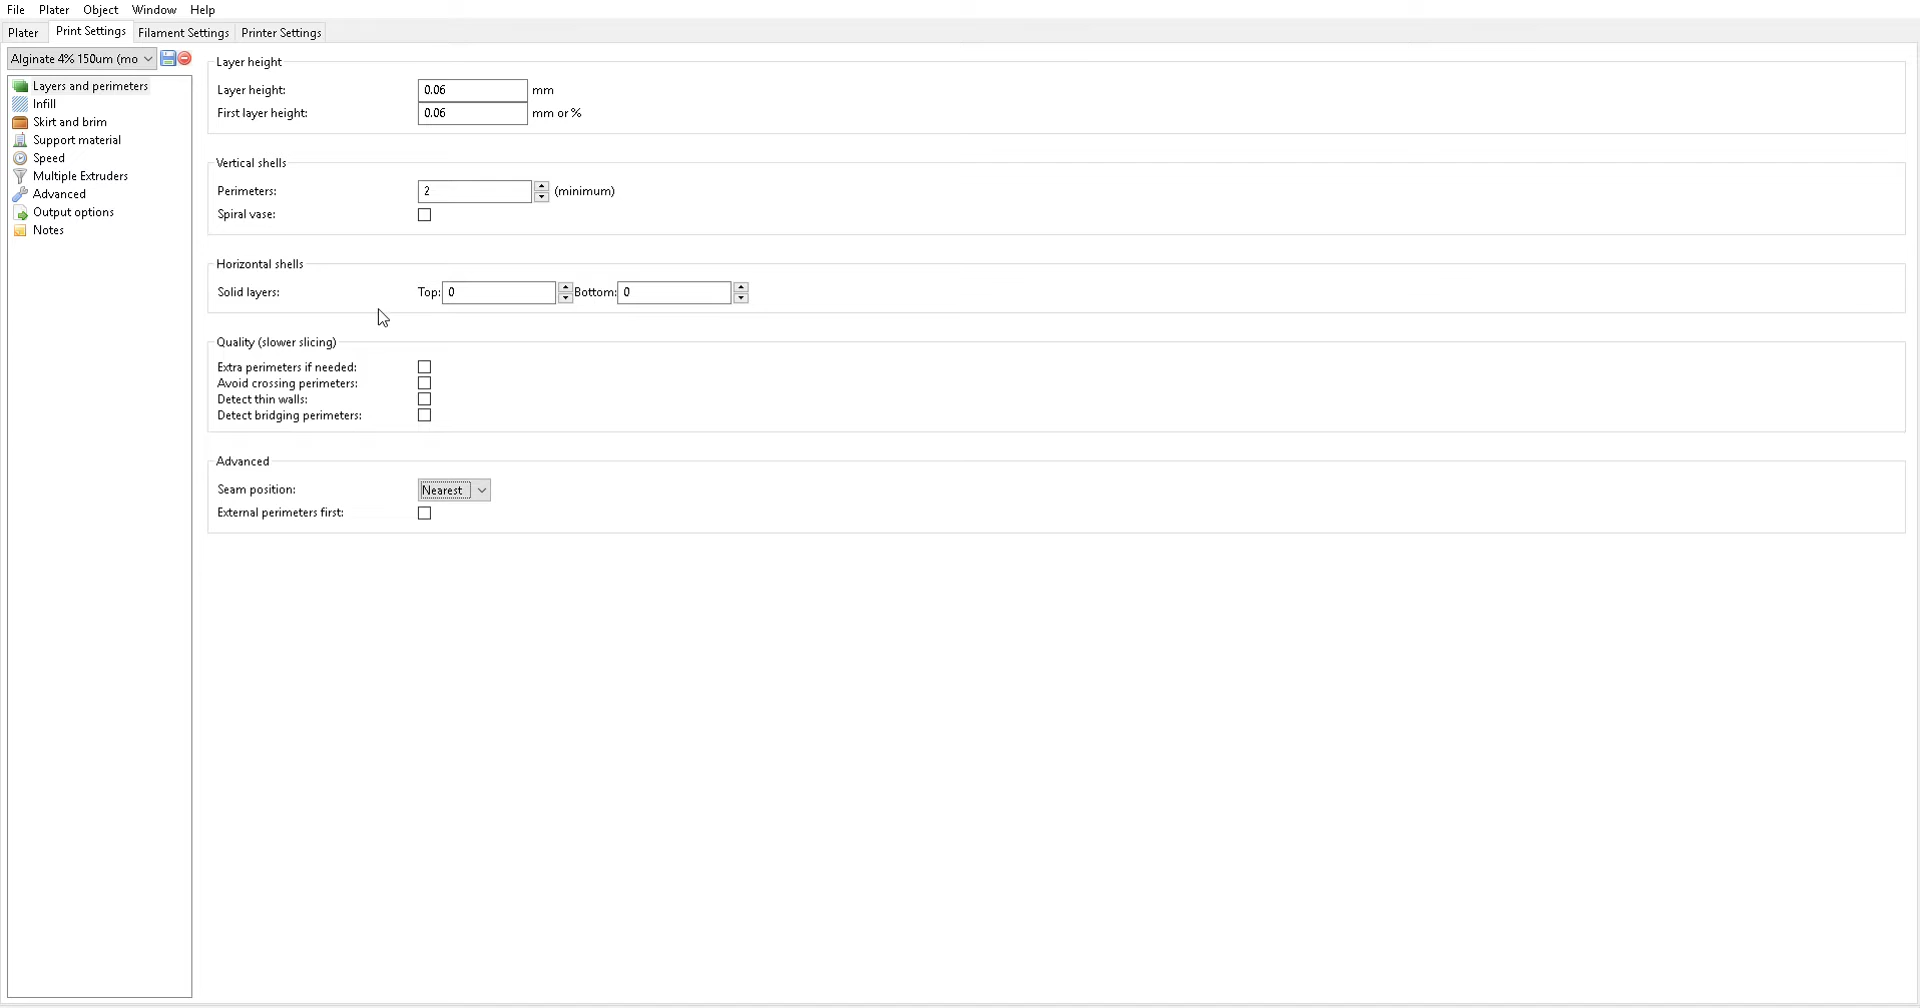 File Plater Object Window Help
Plater Print Settings Filament Settings Printer Settings
Alginate 4% 150um (mo
Layers and perimeters
Infill
Skirt and brim
Support material
Speed
Multiple Extruders
Advanced
Output options
Notes
Layer height
Layer height: 0.06 mm
First layer height: 0.06 mm or %
Vertical shells
Perimeters: 2 (minimum)
Spiral vase:
Horizontal shells
Solid layers: Top: 0 Bottom: 0
Quality (slower slicing)
Extra perimeters if needed:
Avoid crossing perimeters:
Detect thin walls:
Detect bridging perimeters:
Advanced
Seam position: Nearest
External perimeters first: